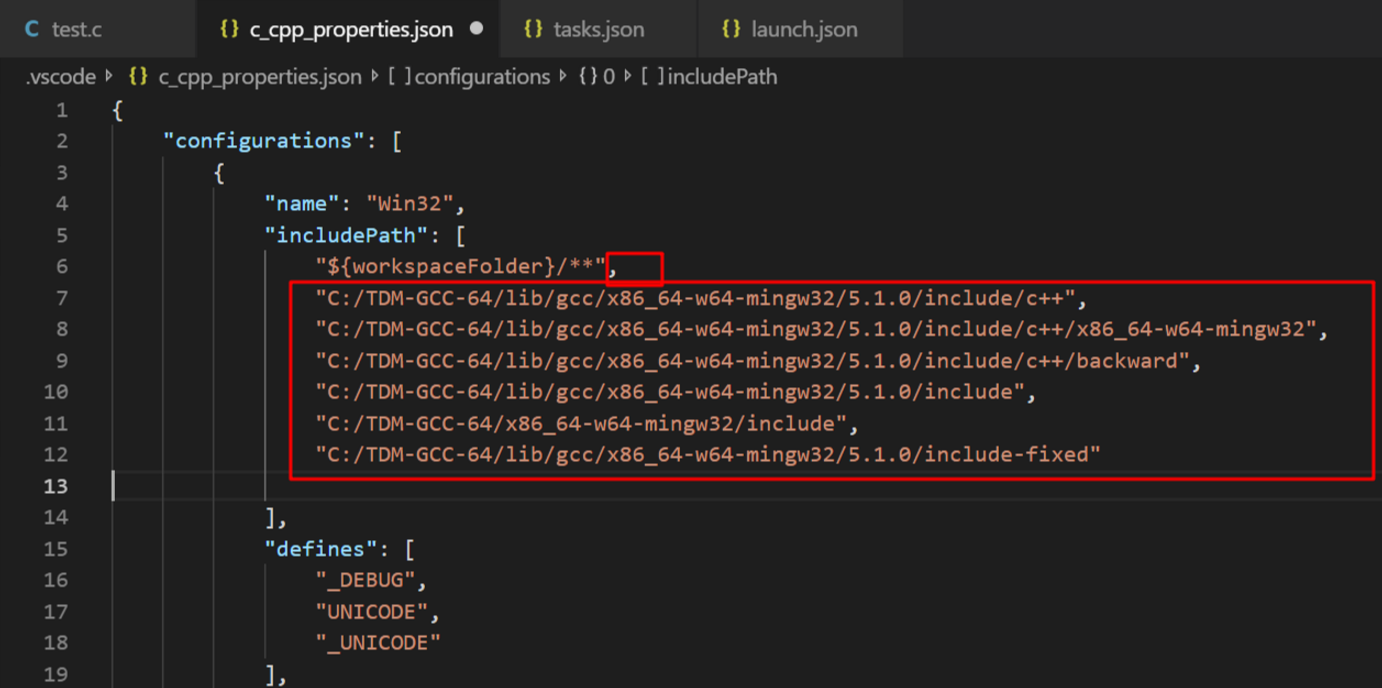 C test.c {} c_cpp_properties.json ● {} tasks.json {} launch.json
.vscode {} c_cpp_properties.json [ ]configurations {}0 [ ]includePath
1 {
2 "configurations": [
3 {
4 "name": "Win32",
5 "includePath": [
6 "${workspaceFolder}/**",
7 "C:/TDM-GCC-64/lib/gcc/x86_64-w64-mingw32/5.1.0/include/c++",
8 "C:/TDM-GCC-64/lib/gcc/x86_64-w64-mingw32/5.1.0/include/c++/x86_64-w64-mingw32",
9 "C:/TDM-GCC-64/lib/gcc/x86_64-w64-mingw32/5.1.0/include/c++/backward",
10 "C:/TDM-GCC-64/lib/gcc/x86_64-w64-mingw32/5.1.0/include",
11 "C:/TDM-GCC-64/x86_64-w64-mingw32/include",
12 "C:/TDM-GCC-64/lib/gcc/x86_64-w64-mingw32/5.1.0/include-fixed"
13
14 ],
15 "defines": [
16 "_DEBUG",
17 "UNICODE",
18 "_UNICODE"
19 ],